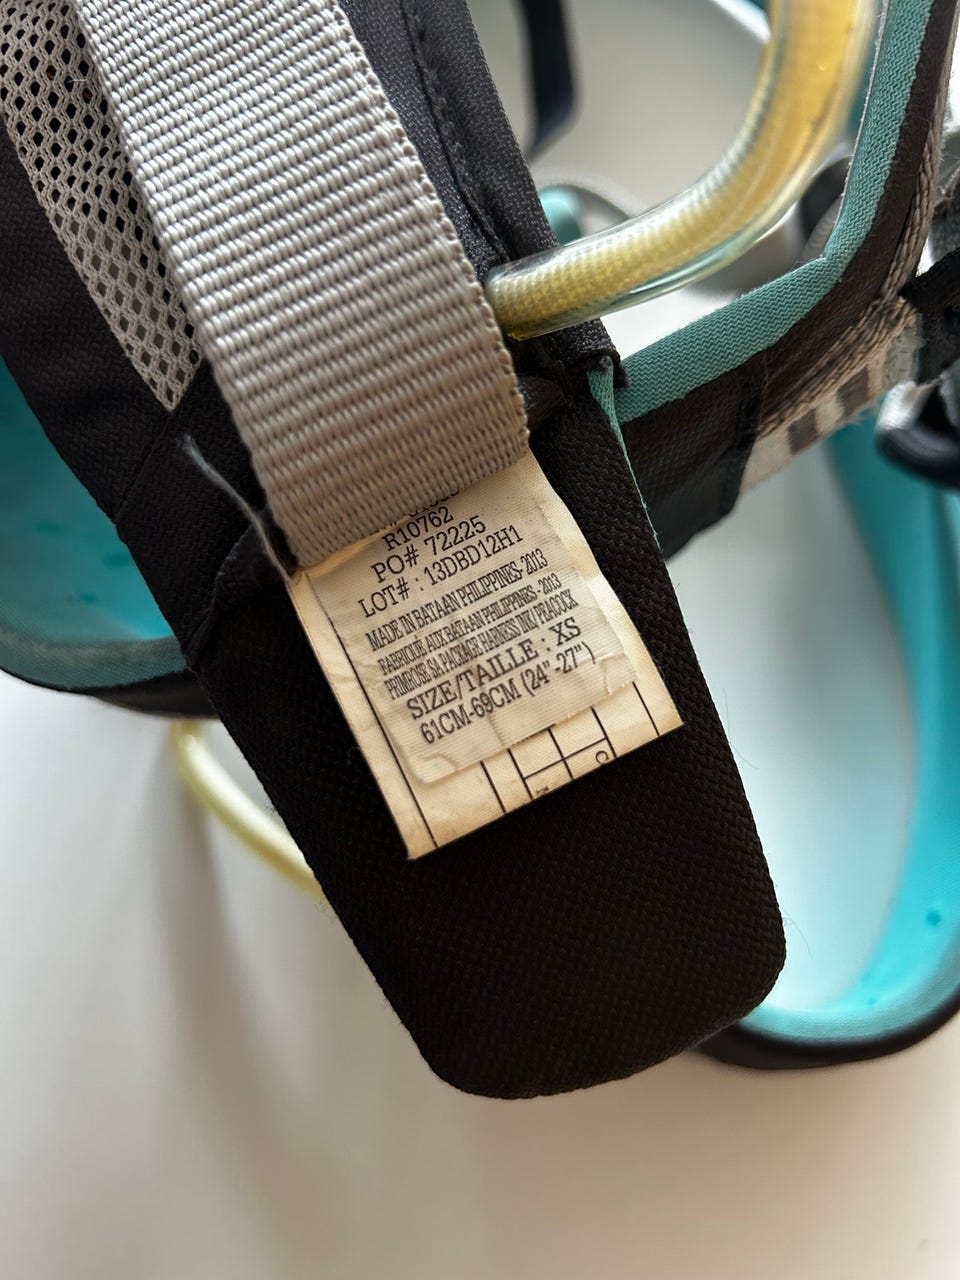 R10762
PO# 72225
LOT# : 13DBD12H1
MADE IN BATAAN PHILIPPINES- 2013
FABRIQUE AUX BATAAN PHILIPPINES - 2013
PRIMROSE SA PACKAGE HARNESS INK/ PEACOCK
SIZE/TAILLE : XS
61CM-69CM (24" -27")